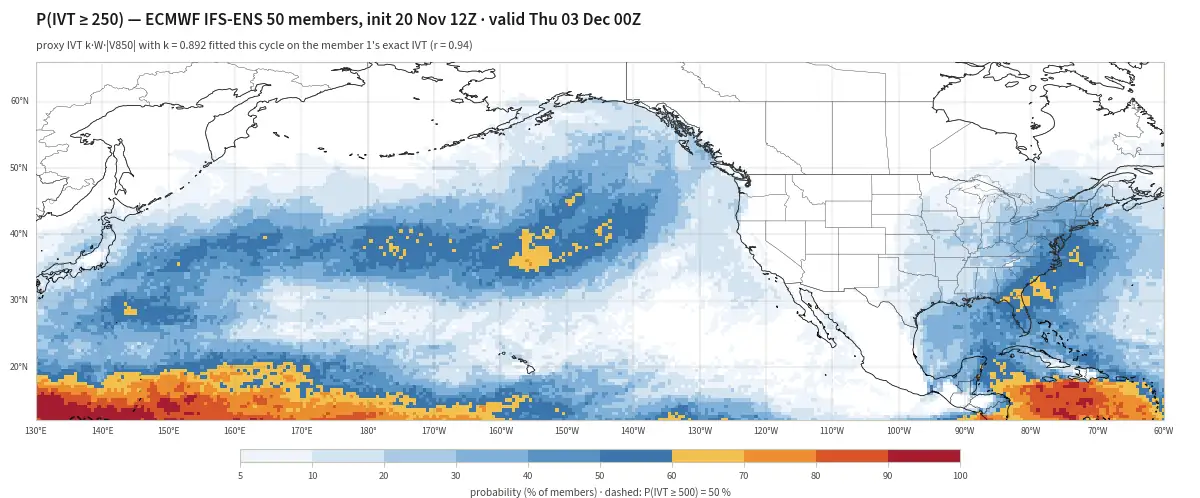 P(IVT ≥ 250) — ECMWF IFS-ENS 50 members, init 20 Nov 12Z · valid Thu 03 Dec 00Z
proxy IVT k·W·|V850| with k = 0.892 fitted this cycle on the member 1's exact IVT (r = 0.94)
60°N
50°N
40°N
30°N
20°N
130°E 140°E 150°E 160°E 170°E 180° 170°W 160°W 150°W 140°W 130°W 120°W 110°W 100°W 90°W 80°W 70°W 60°W
5 10 20 30 40 50 60 70 80 90 100
probability (% of members) · dashed: P(IVT ≥ 500) = 50 %